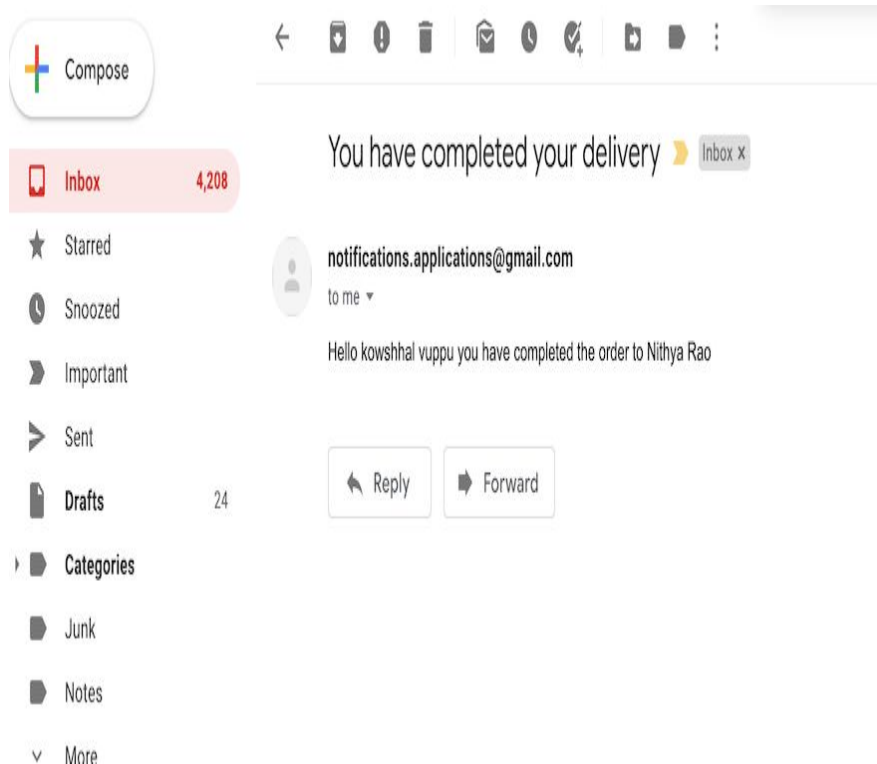 Compose
Inbox 4,208
Starred
Snoozed
Important
Sent
Drafts 24
Categories
Junk
Notes
More
You have completed your delivery Inbox x
notifications.applications@gmail.com
to me
Hello kowshhal vuppu you have completed the order to Nithya Rao
Reply Forward